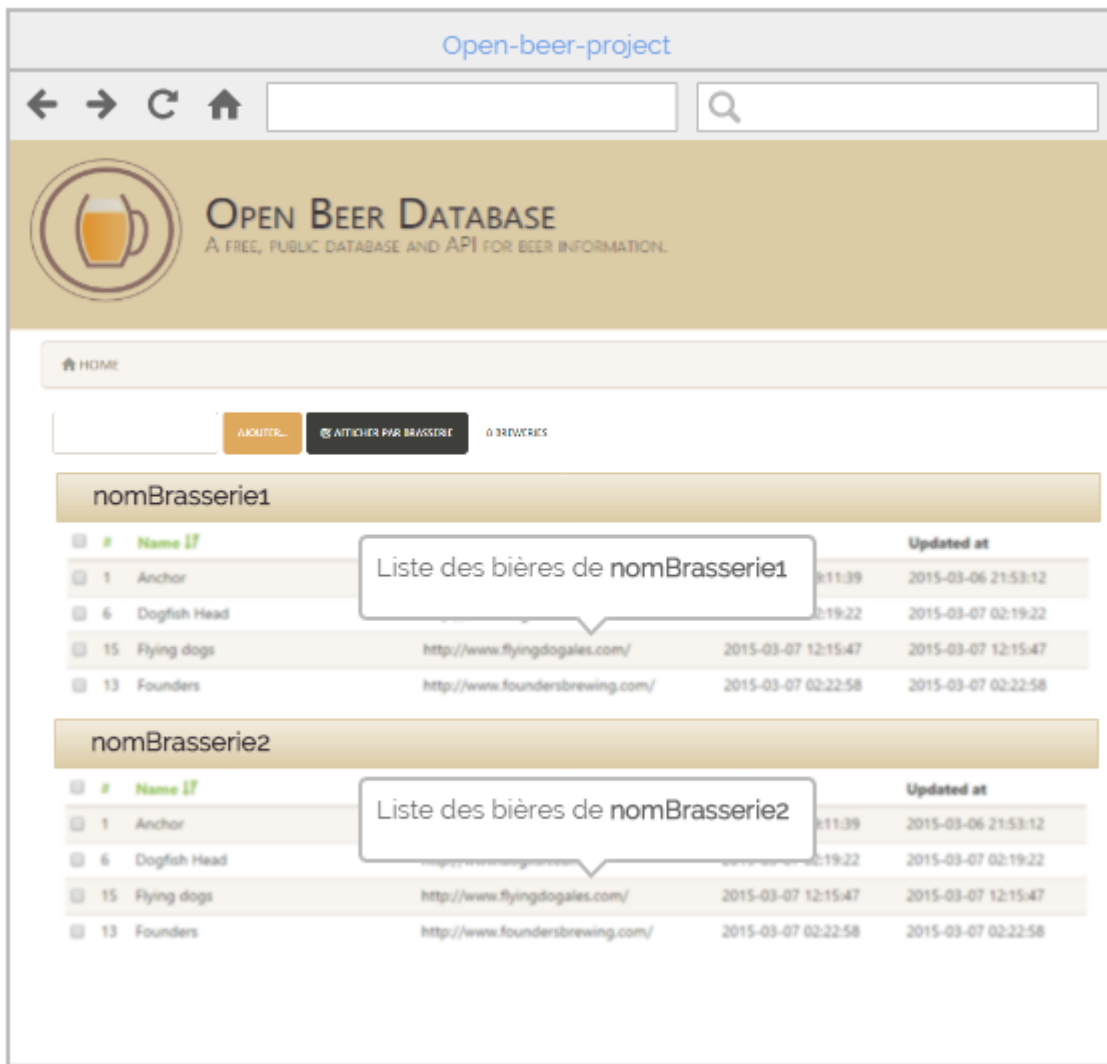 Open-beer-project
OPEN BEER DATABASE
A FREE, PUBLIC DATABASE AND API FOR BEER INFORMATION.
HOME
AJOUTER... AFFICHER PAR BRASSERIE 0 BREWERIES
nomBrasserie1
# Name Updated at
Liste des bières de nomBrasserie1
1 Anchor 2015-03-06 21:53:12
6 Dogfish Head 2015-03-07 02:19:22
15 Flying dogs http://www.flyingdogales.com/ 2015-03-07 12:15:47 2015-03-07 12:15:47
13 Founders http://www.foundersbrewing.com/ 2015-03-07 02:22:58 2015-03-07 02:22:58
nomBrasserie2
# Name Updated at
Liste des bières de nomBrasserie2
1 Anchor 2015-03-06 21:53:12
6 Dogfish Head 2015-03-07 02:19:22
15 Flying dogs http://www.flyingdogales.com/ 2015-03-07 12:15:47 2015-03-07 12:15:47
13 Founders http://www.foundersbrewing.com/ 2015-03-07 02:22:58 2015-03-07 02:22:58